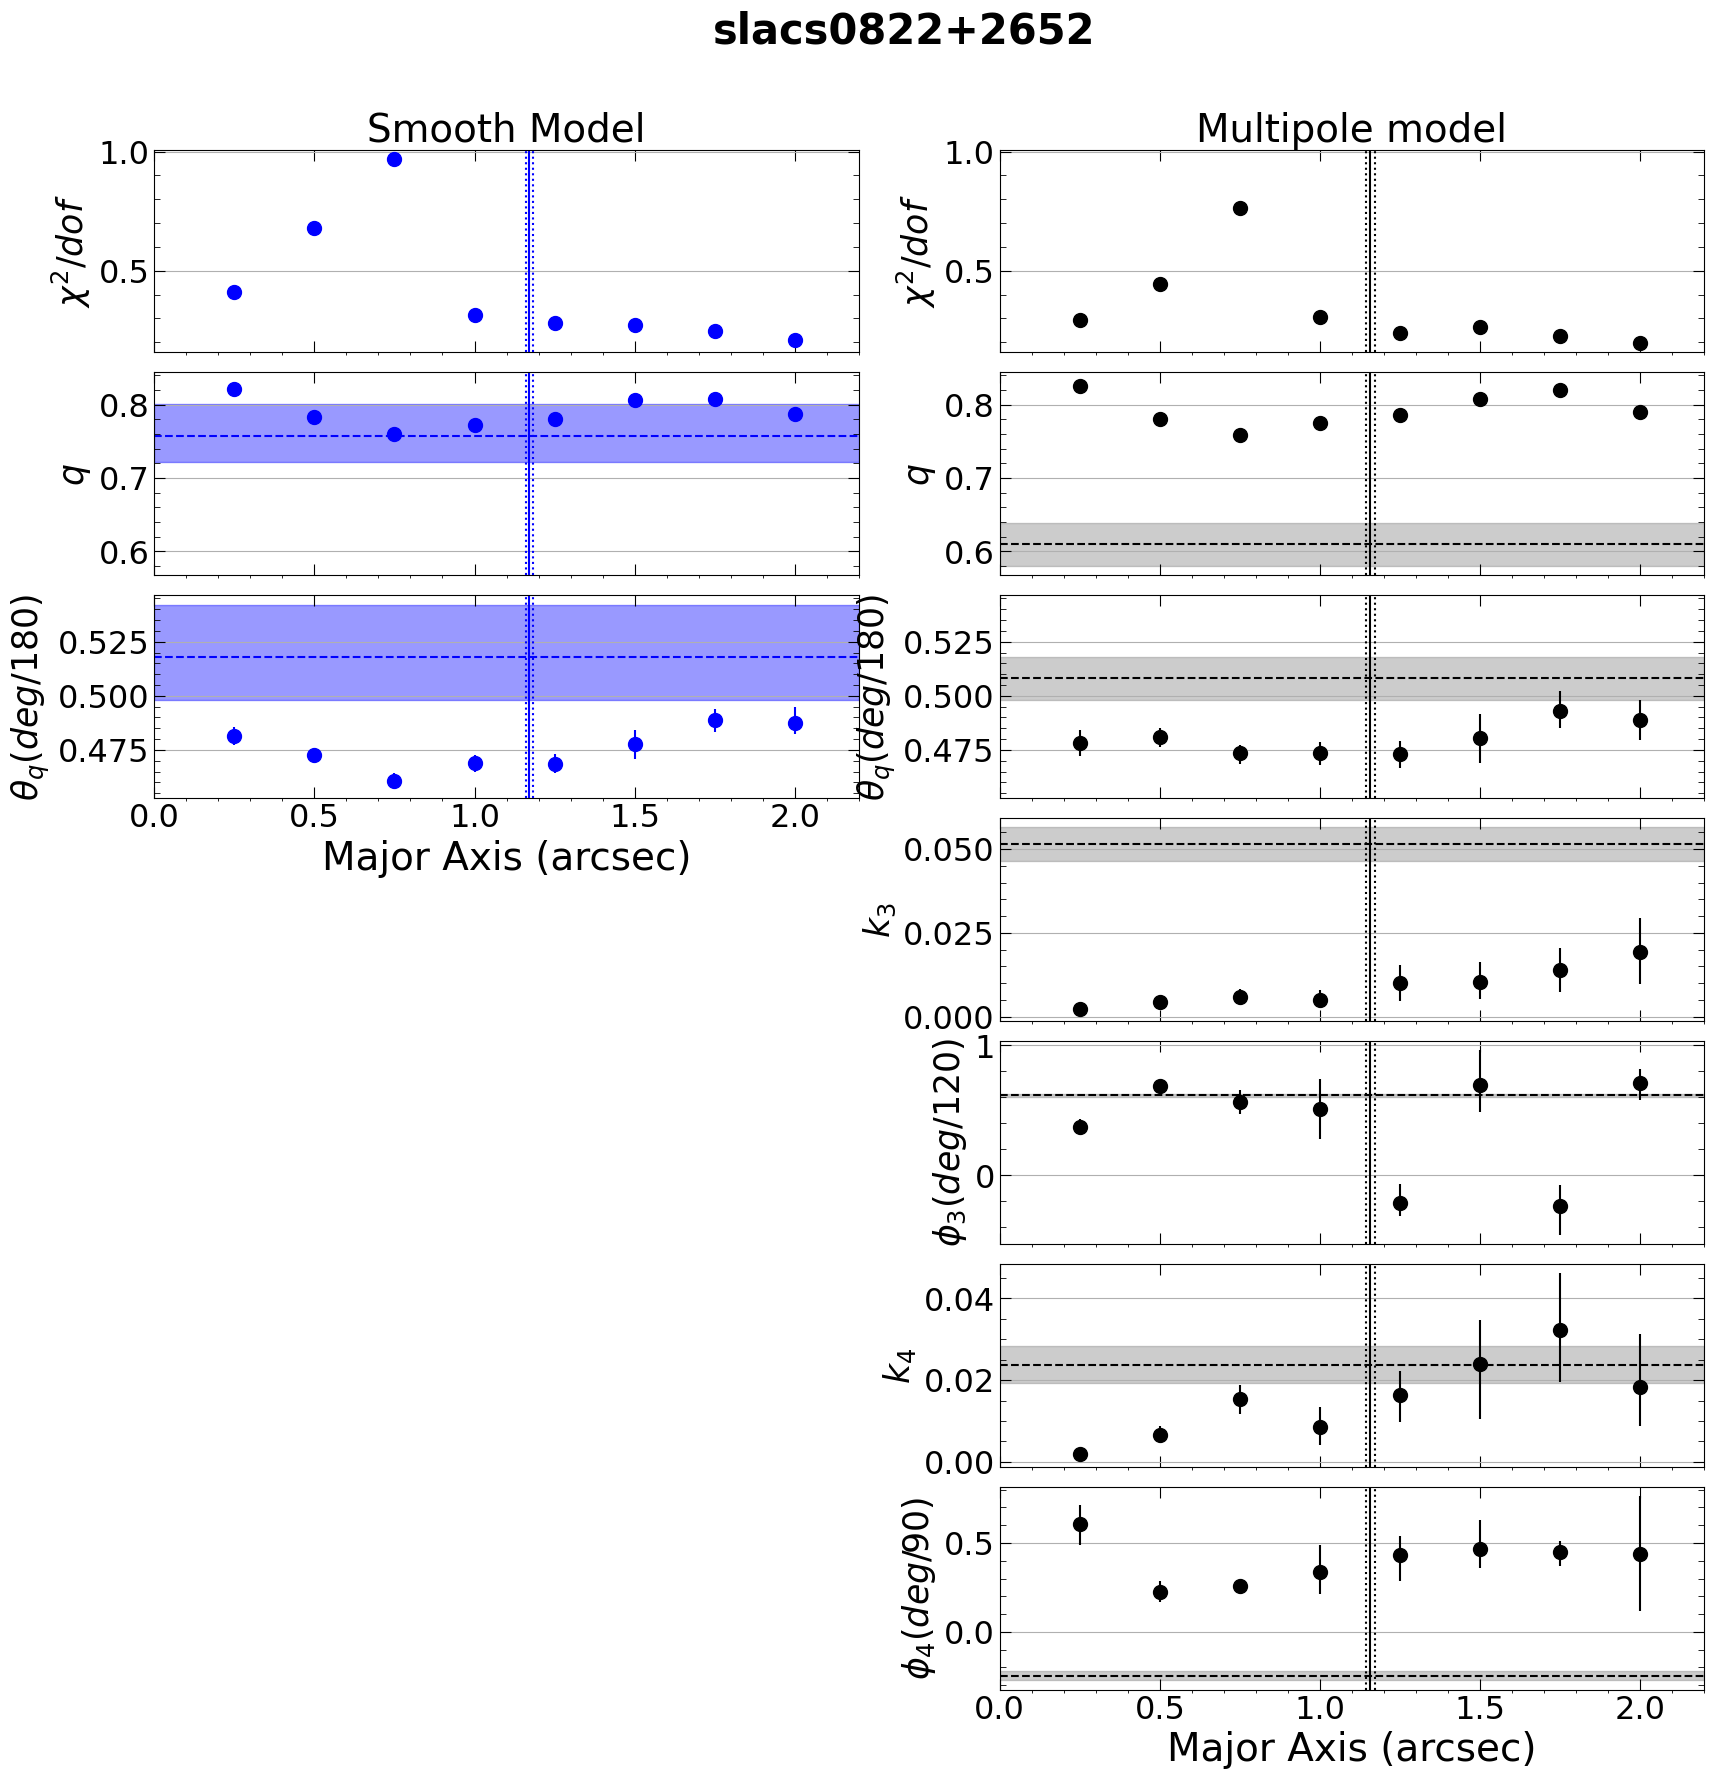 slacs0822+2652
Smooth Model
1.0
0.5
χ²/dof
0.8
0.7
0.6
q
0.525
0.500
0.475
θ_q(deg/180)
0.0 0.5 1.0 1.5 2.0
Major Axis (arcsec)
Multipole model
1.0
0.5
χ²/dof
0.8
0.7
0.6
q
0.525
0.500
0.475
θ_q(deg/180)
0.050
0.025
0.000
k₃
1
0
ϕ₃(deg/120)
0.04
0.02
0.00
k₄
0.5
0.0
ϕ₄(deg/90)
0.0 0.5 1.0 1.5 2.0
Major Axis (arcsec)